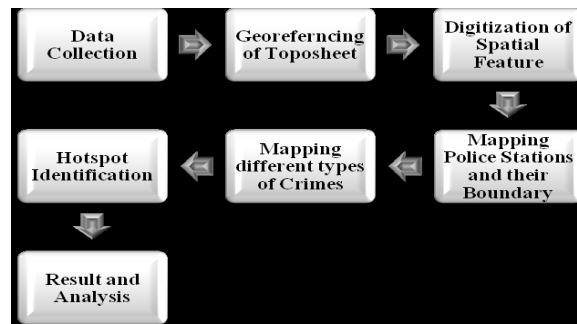 Data
Collection
Georeferncing
of Toposheet
Digitization of
Spatial
Feature
Mapping
Police Stations
and their
Boundary
Mapping
different types
of Crimes
Hotspot
Identification
Result and
Analysis